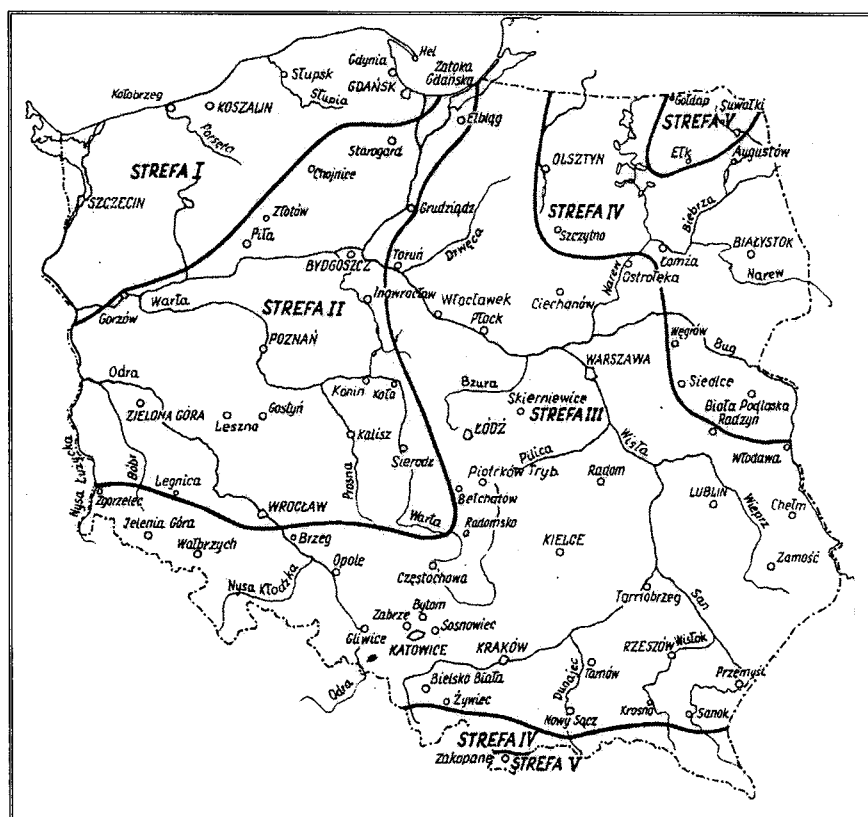 Hel
Gdynia
Zatoka
Gdańska
Słupsk
GDAŃSK
Słupia
Kołobrzeg
KOSZALIN
Parsęta
Elbląg
Gołdap
Suwałki
STREFA V
Ełk
Augustów
Starogard
STREFA I
Chojnice
OLSZTYN
SZCZECIN
Grudziądz
STREFA IV
Biebrza
Złotów
Szczytno
Piła
Drwęca
BYDGOSZCZ
Toruń
Łomża
BIAŁYSTOK
Narew
Ostrołęka
Narew
Gorzów
Warta
Inowrocław
STREFA II
Włocławek
Ciechanów
Płock
POZNAŃ
Węgrów
Bug
WARSZAWA
Odra
Konin
Koło
Bzura
Siedlce
Skierniewice
ZIELONA GÓRA
Leszno
Gostyń
STREFA III
Biała Podlaska
Radzyń
Kalisz
ŁÓDŹ
Wisła
Włodawa
Nysa Łużycka
Bóbr
Prosna
Sieradz
Pilica
Piotrków Tryb.
Radom
Zgorzelec
Legnica
Bełchatów
LUBLIN
Wieprz
Chełm
WROCŁAW
Warta
Radomsko
Jelenia Góra
Brzeg
Wałbrzych
KIELCE
Zamość
Opole
Częstochowa
Nysa Kłodzka
Tarnobrzeg
San
Bytom
Zabrze
Sosnowiec
Gliwice
KATOWICE
KRAKÓW
RZESZÓW
Wisłok
Tarnów
Przemyśl
Odra
Bielsko Biała
Dunajec
Żywiec
Nowy Sącz
Krosno
Sanok
STREFA IV
Zakopane
STREFA V